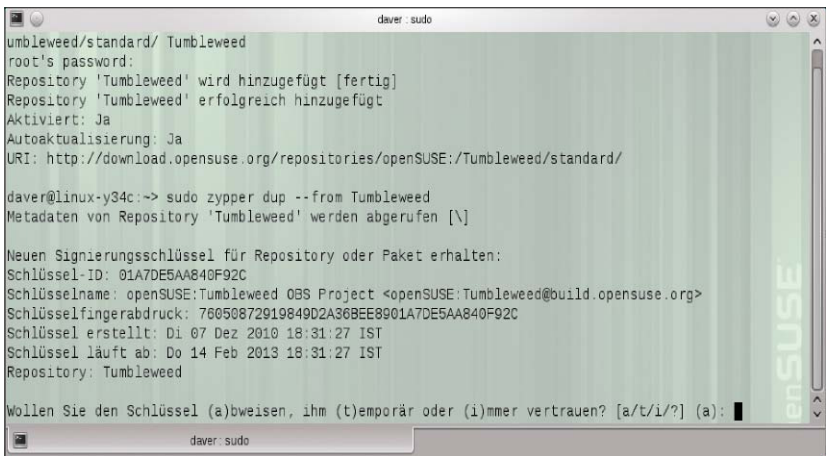 daver : sudo
umbleweed/standard/ Tumbleweed
root's password:
Repository 'Tumbleweed' wird hinzugefügt [fertig]
Repository 'Tumbleweed' erfolgreich hinzugefügt
Aktiviert: Ja
Autoaktualisierung: Ja
URI: http://download.opensuse.org/repositories/openSUSE:/Tumbleweed/standard/
daver@linux-y34c:~> sudo zypper dup --from Tumbleweed
Metadaten von Repository 'Tumbleweed' werden abgerufen [\]
Neuen Signierungsschlüssel für Repository oder Paket erhalten:
Schlüssel-ID: 01A7DE5AA840F92C
Schlüsselname: openSUSE:Tumbleweed OBS Project <openSUSE:Tumbleweed@build.opensuse.org>
Schlüsselfingerabdruck: 76050872919849D2A36BEE8901A7DE5AA840F92C
Schlüssel erstellt: Di 07 Dez 2010 18:31:27 IST
Schlüssel läuft ab: Do 14 Feb 2013 18:31:27 IST
Repository: Tumbleweed
Wollen Sie den Schlüssel (a)bweisen, ihm (t)emporär oder (i)mmer vertrauen? [a/t/i/?] (a):
enSUSE
daver : sudo